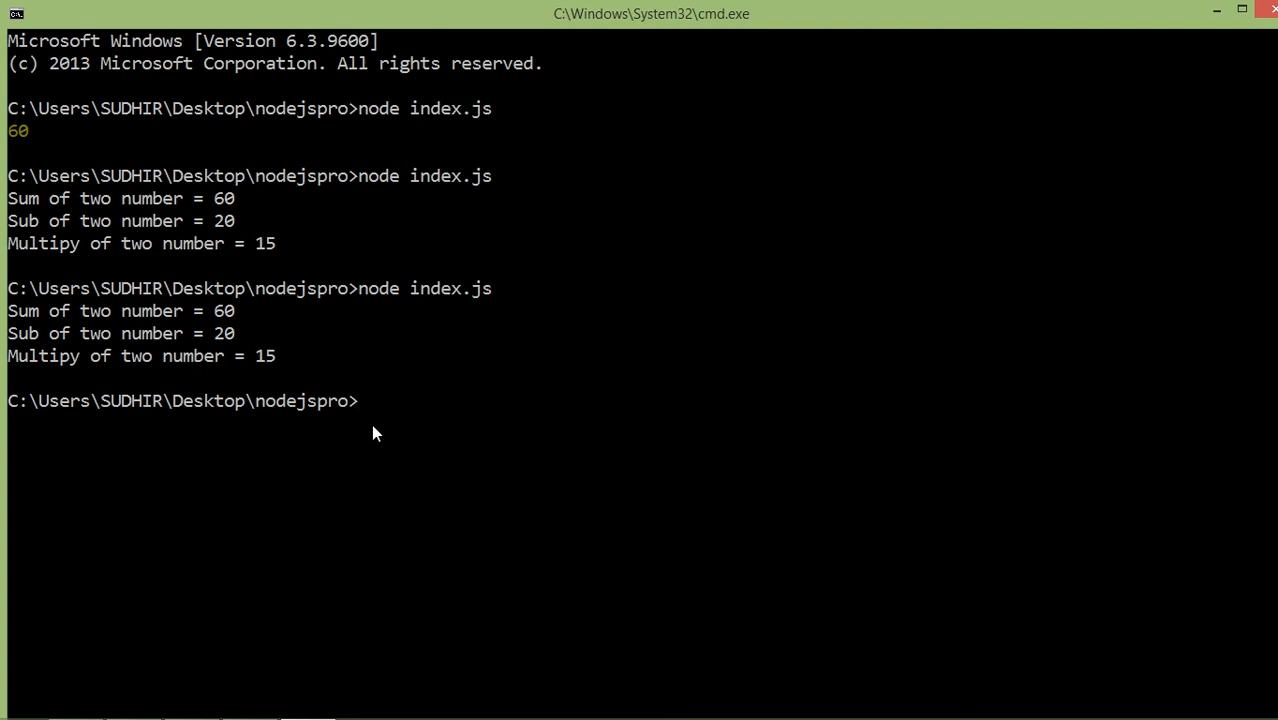 C:\Windows\System32\cmd.exe
Microsoft Windows [Version 6.3.9600]
(c) 2013 Microsoft Corporation. All rights reserved.
C:\Users\SUDHIR\Desktop\nodejspro>node index.js
60
C:\Users\SUDHIR\Desktop\nodejspro>node index.js
Sum of two number = 60
Sub of two number = 20
Multipy of two number = 15
C:\Users\SUDHIR\Desktop\nodejspro>node index.js
Sum of two number = 60
Sub of two number = 20
Multipy of two number = 15
C:\Users\SUDHIR\Desktop\nodejspro>